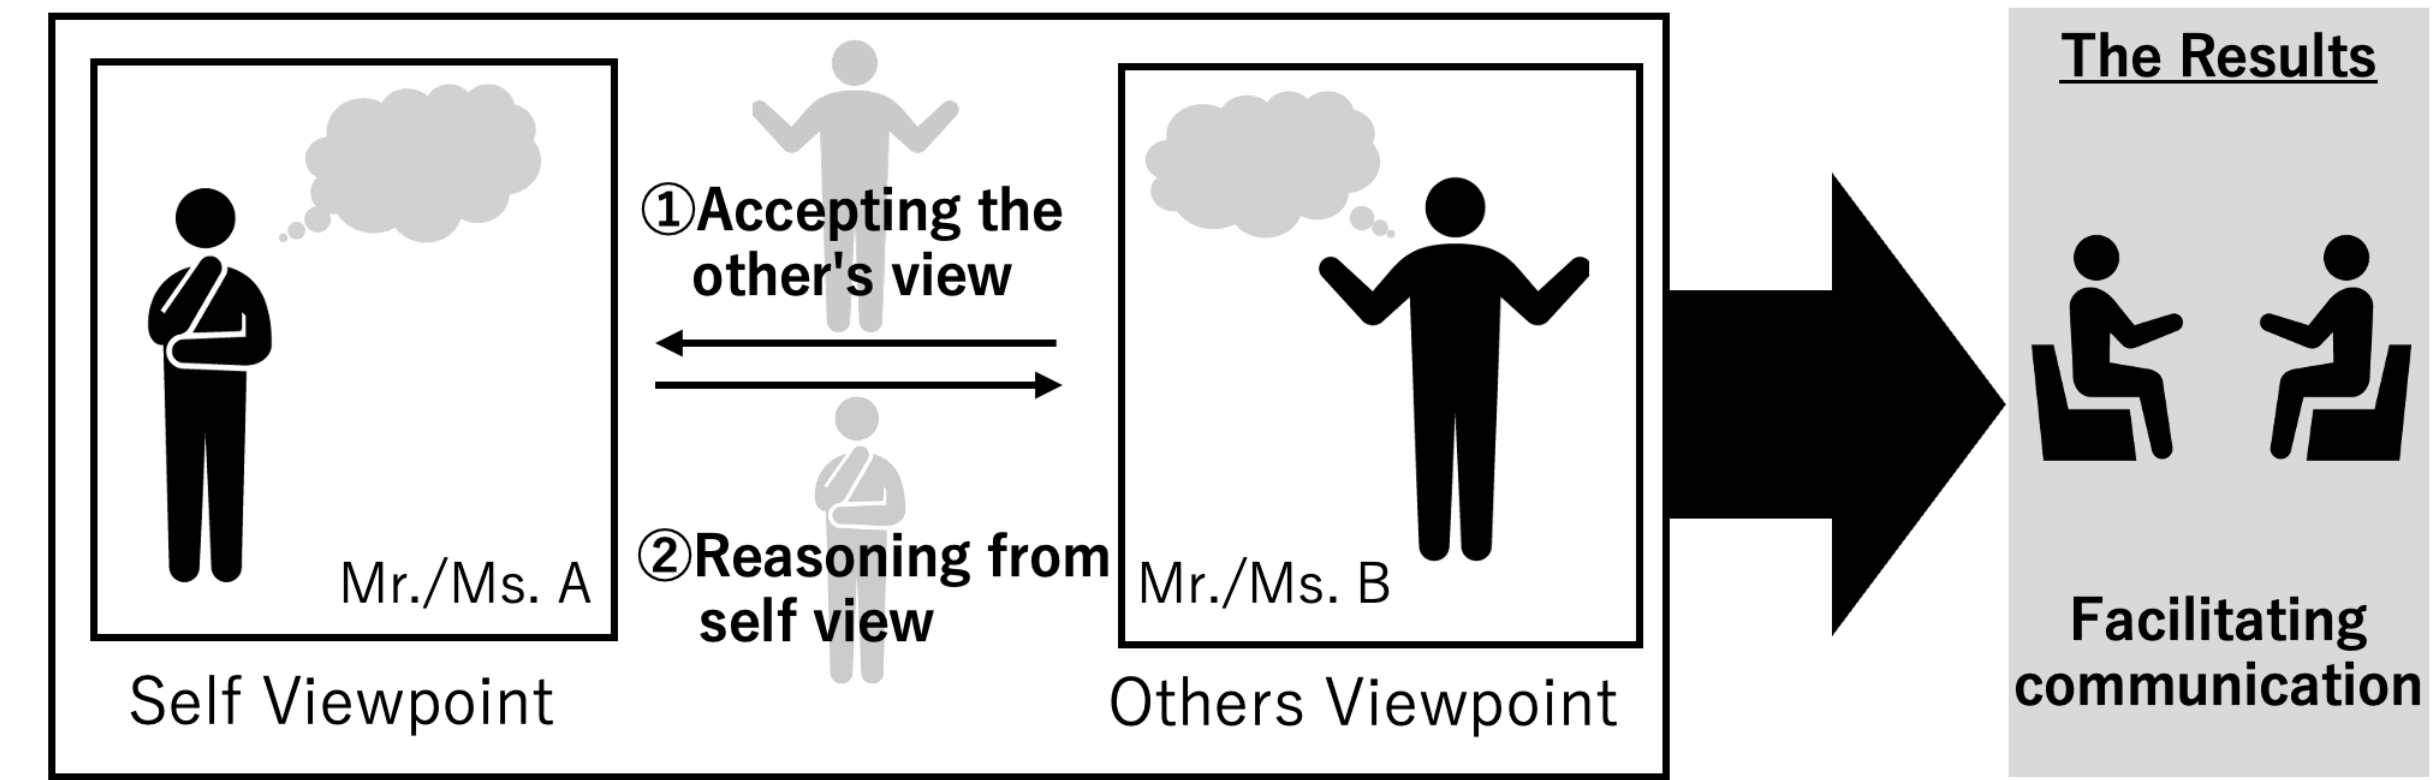 ①Accepting the
other's view
②Reasoning from
self view
Mr./Ms. A
Self Viewpoint
Mr./Ms. B
Others Viewpoint
The Results
Facilitating
communication